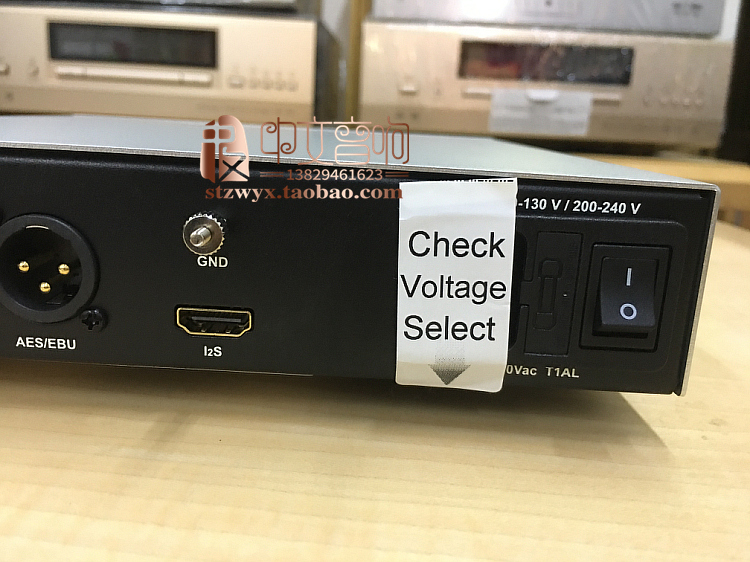 中立音响
13829461623
stzwyx.taobao.com
-130 V / 200-240 V
Check
Voltage
Select
GND
I
O
AES/EBU
I2S
0Vac T1AL